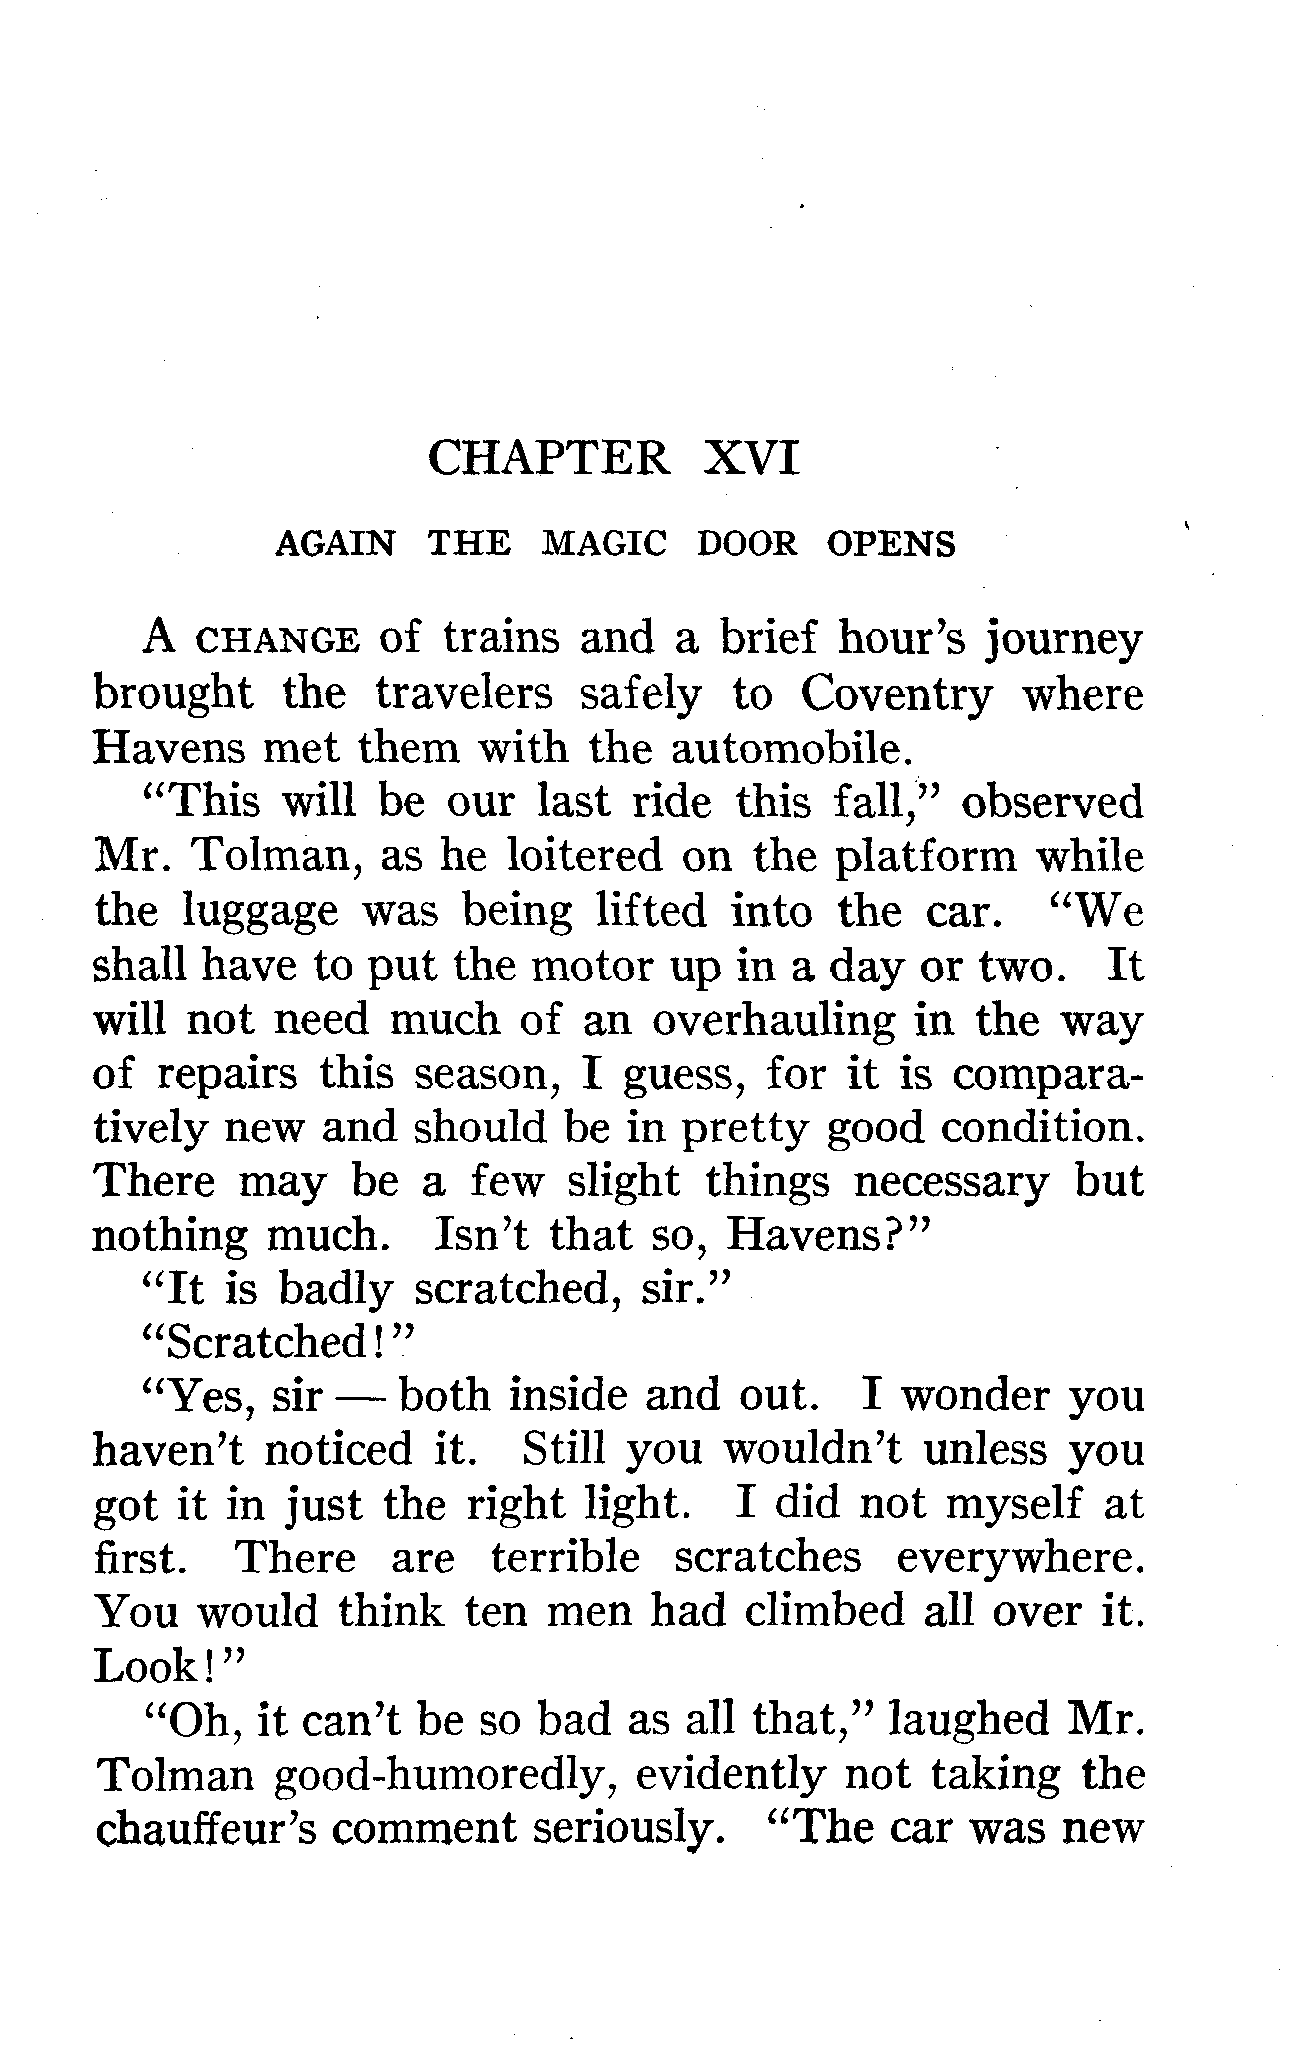 CHAPTER XVI
AGAIN THE MAGIC DOOR OPENS
A CHANGE of trains and a brief hour's journey
brought the travelers safely to Coventry where
Havens met them with the automobile.
“This will be our last ride this fall,” observed
Mr. Tolman, as he loitered on the platform while
the luggage was being lifted into the car. “We
shall have to put the motor up in a day or two. It
will not need much of an overhauling in the way
of repairs this season, I guess, for it is compara-
tively new and should be in pretty good condition.
There may be a few slight things necessary but
nothing much. Isn't that so, Havens?”
“It is badly scratched, sir.”
“Scratched!”
“Yes, sir — both inside and out. I wonder you
haven't noticed it. Still you wouldn't unless you
got it in just the right light. I did not myself at
first. There are terrible scratches everywhere.
You would think ten men had climbed all over it.
Look!”
“Oh, it can't be so bad as all that,” laughed Mr.
Tolman good-humoredly, evidently not taking the
chauffeur's comment seriously. “The car was new